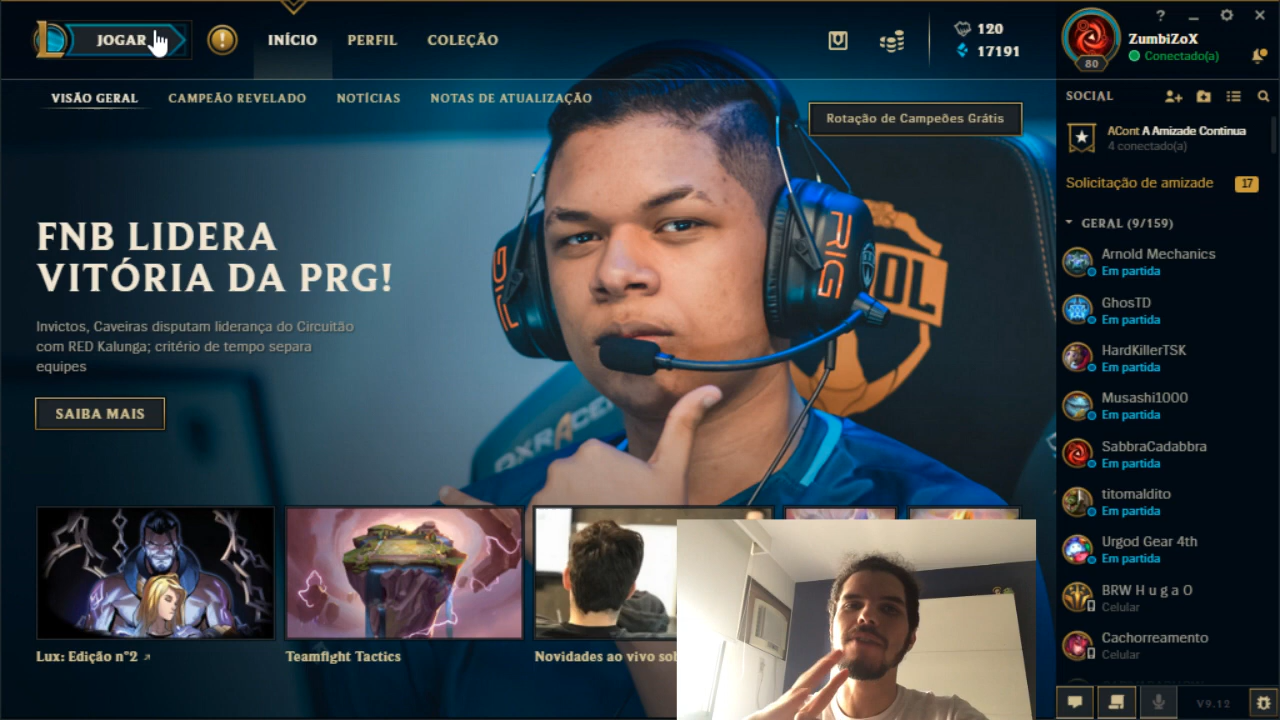 JOGAR
INÍCIO
PERFIL
COLEÇÃO
120
17191
ZumbiZoX
Conectado(a)
80
VISÃO GERAL
CAMPEÃO REVELADO
NOTÍCIAS
NOTAS DE ATUALIZAÇÃO
Rotação de Campeões Grátis
SOCIAL
ACont A Amizade Continua
4 conectado(a)
Solicitação de amizade
17
GERAL (9/159)
Arnold Mechanics
Em partida
GhosTD
Em partida
HardKillerTSK
Em partida
Musashi1000
Em partida
SabbraCadabbra
Em partida
titomaldito
Em partida
Urgod Gear 4th
Em partida
BRW H u g a O
Celular
Cachorreamento
Celular
V9.12
FNB LIDERA
VITÓRIA DA PRG!
Invictos, Caveiras disputam liderança do Circuitão
com RED Kalunga; critério de tempo separa
equipes
SAIBA MAIS
RIG
RIG
OL
DXRACER
Lux: Edição nº2
Teamfight Tactics
Novidades ao vivo sol